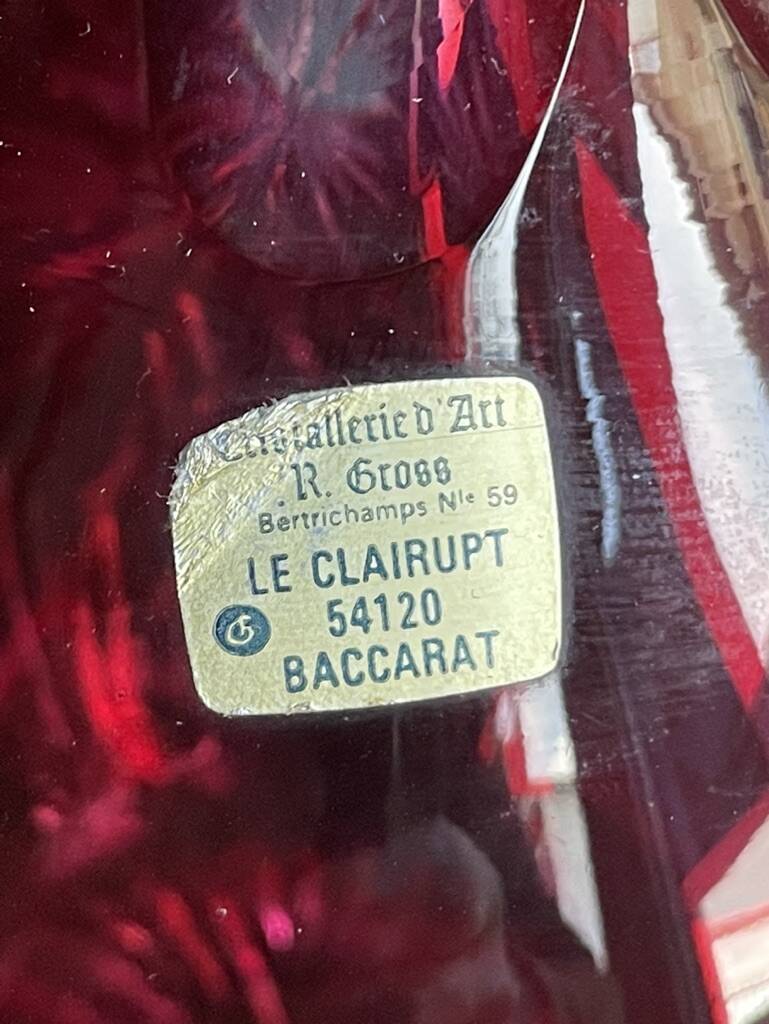 Cristallerie d'Art
R. Gross
Bertrichamps Nle 59
LE CLAIRUPT
54120
BACCARAT